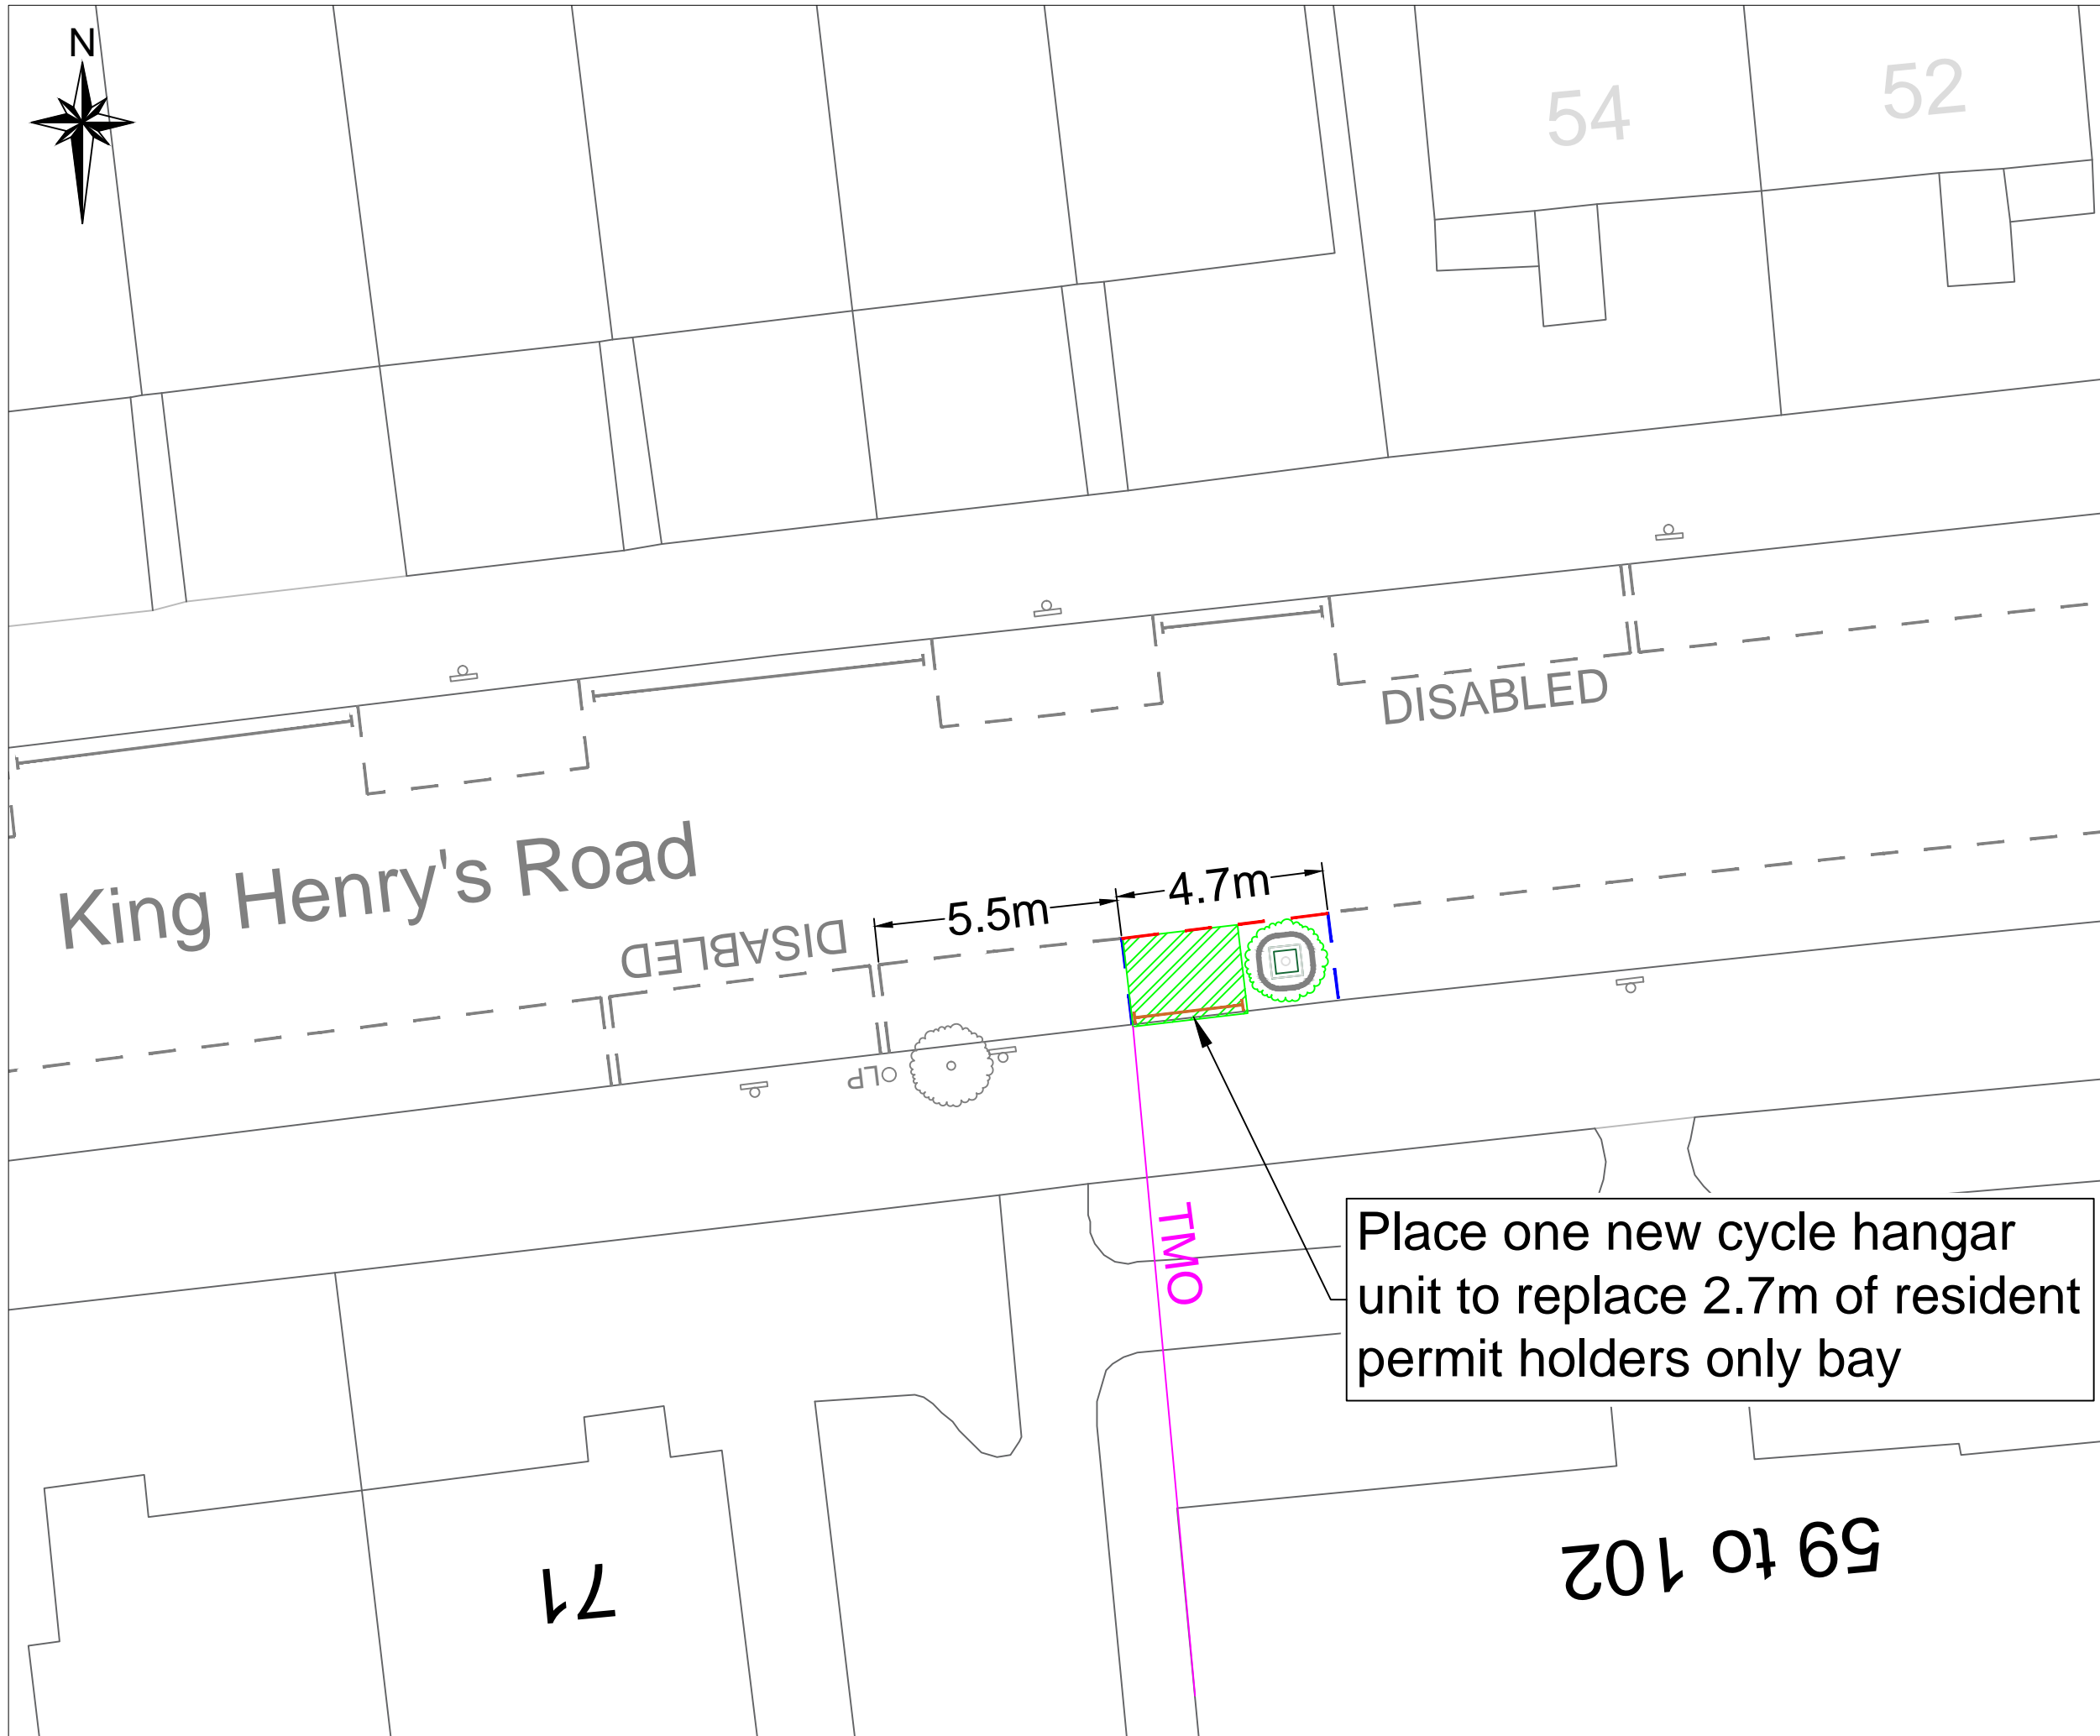 N
54
52
DISABLED
King Henry's Road
4.7m
5.5m
DISABLED
LP
TMO
Place one new cycle hangar
unit to replace 2.7m of resident
permit holders only bay
71
59 to 102